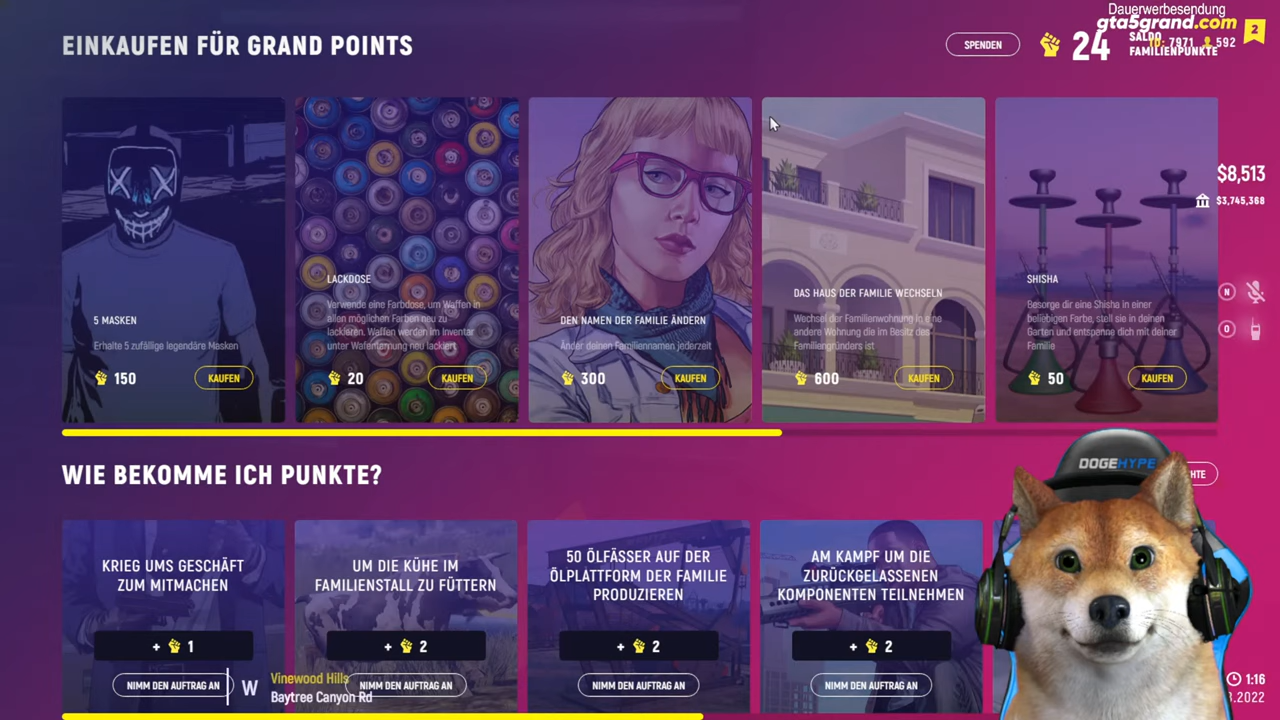 Dauerwerbesendung
gta5grand.com
2
EINKAUFEN FÜR GRAND POINTS
SPENDEN
24
SALDO
FAMILIENPUNKTE
ID: 7971
592
$8,513
$3,745,368
N
O
5 MASKEN
Erhalte 5 zufällige legendäre Masken
150
KAUFEN
LACKDOSE
Verwende eine Farbdose, um Waffen in
allen möglichen Farben neu zu
lackieren. Waffen werden im Inventar
unter Waffentarnung neu lackiert
20
KAUFEN
DEN NAMEN DER FAMILIE ÄNDERN
Änder deinen Familiennamen jederzeit
300
KAUFEN
DAS HAUS DER FAMILIE WECHSELN
Wechsel der Familienwohnung in eine
andere Wohnung die im Besitz des
Familiengründers ist
600
KAUFEN
SHISHA
Besorge dir eine Shisha in einer
beliebigen Farbe, stell sie in deinen
Garten und entspanne dich mit deiner
Familie
50
KAUFEN
WIE BEKOMME ICH PUNKTE?
HTE
DOGEHYPE
KRIEG UMS GESCHÄFT
ZUM MITMACHEN
+ 1
NIMM DEN AUFTRAG AN
UM DIE KÜHE IM
FAMILIENSTALL ZU FÜTTERN
+ 2
NIMM DEN AUFTRAG AN
50 ÖLFÄSSER AUF DER
ÖLPLATTFORM DER FAMILIE
PRODUZIEREN
+ 2
NIMM DEN AUFTRAG AN
AM KAMPF UM DIE
ZURÜCKGELASSENEN
KOMPONENTEN TEILNEHMEN
+ 2
NIMM DEN AUFTRAG AN
W
Vinewood Hills
Baytree Canyon Rd
1:16
.2022